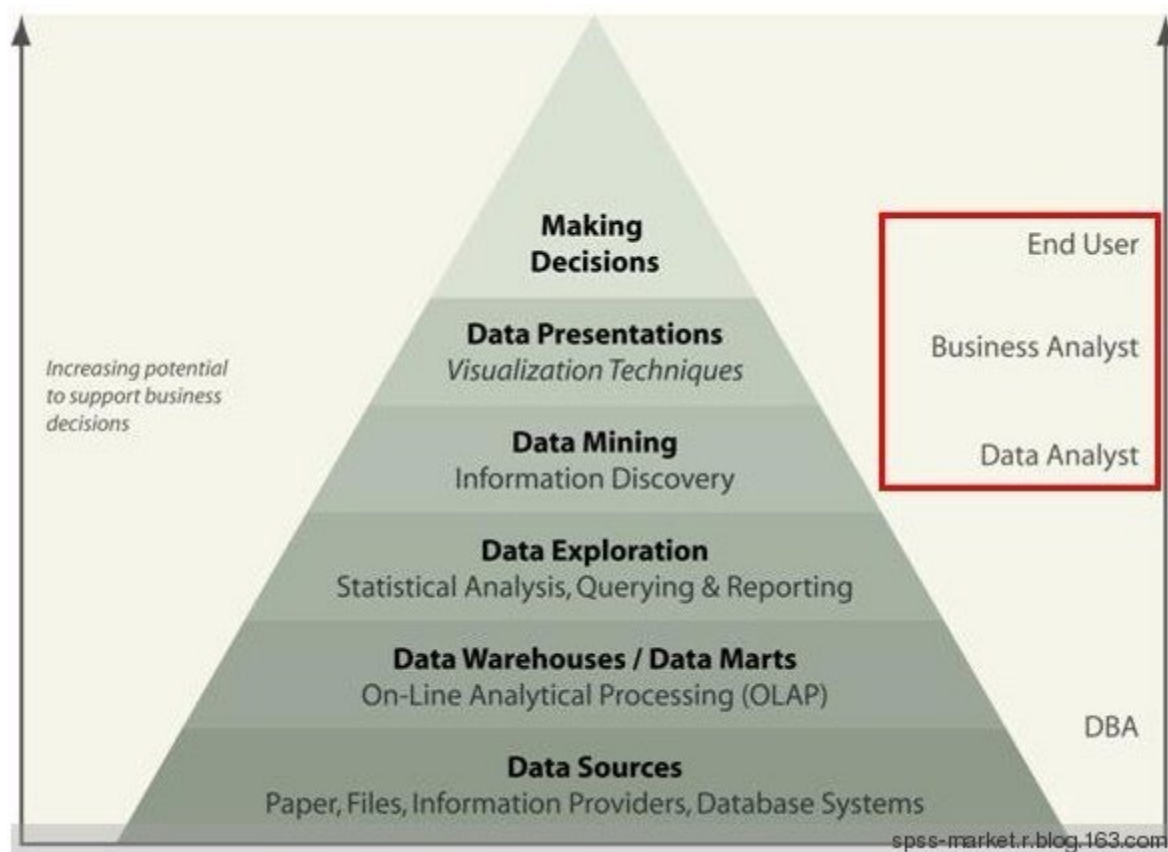 Making
Decisions
End User
Data Presentations
Visualization Techniques
Business Analyst
Increasing potential
to support business
decisions
Data Mining
Information Discovery
Data Analyst
Data Exploration
Statistical Analysis, Querying & Reporting
Data Warehouses / Data Marts
On-Line Analytical Processing (OLAP)
DBA
Data Sources
Paper, Files, Information Providers, Database Systems
spss-market.r.blog.163.com